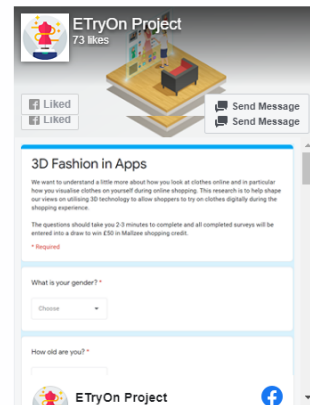 ETryOn Project
73 likes
Liked
Liked
Send Message
Send Message
3D Fashion in Apps
We want to understand a little more about how you look at clothes online and in particular
how you visualise clothes on yourself during online shopping. This research is to help shape
our views on utilising 3D technology to allow shoppers to try on clothes digitally during the
shopping experience.
The questions should take you 2-3 minutes to complete and all completed surveys will be
entered into a draw to win £50 in Mallzee shopping credit.
* Required
What is your gender? *
Choose
How old are you? *
ETryOn Project